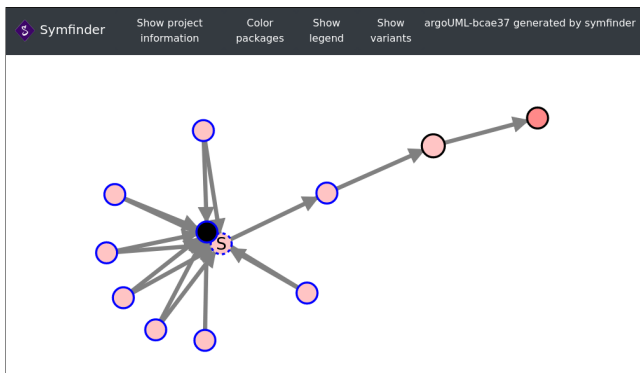 Symfinder
Show project
information
Color
packages
Show
legend
Show
variants
argoUML-bcae37 generated by symfinder
S